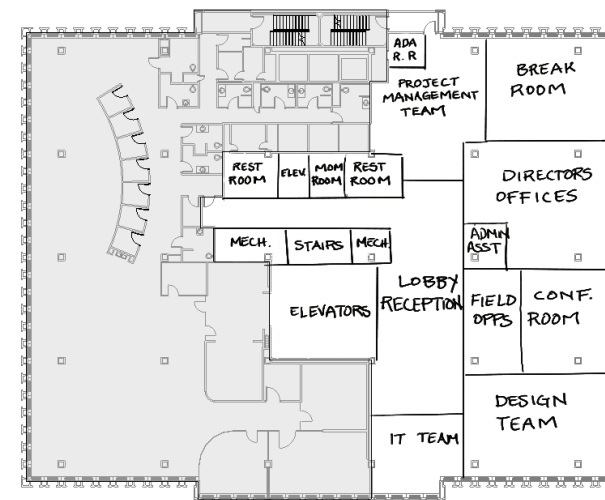 ADA
R.R
PROJECT
MANAGEMENT
TEAM
BREAK
ROOM
REST
ROOM
ELEV.
MOM
ROOM
REST
ROOM
DIRECTORS
OFFICES
MECH.
STAIRS
MECH.
ADMN
ASST
ELEVATORS
LOBBY
RECEPTION
FIELD
OPPS
CONF.
ROOM
DESIGN
TEAM
IT TEAM